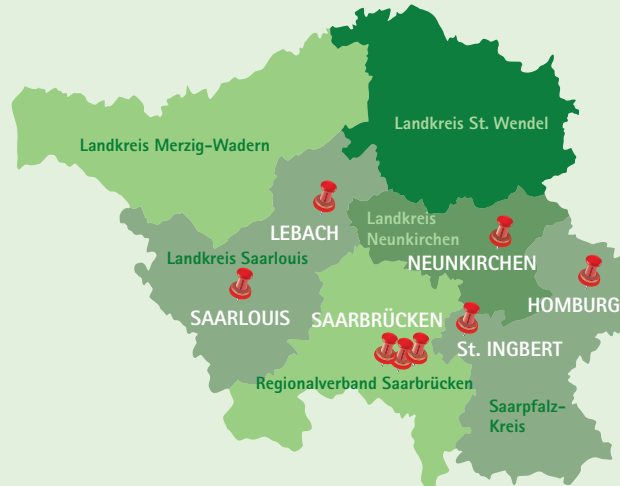 Landkreis St. Wendel
Landkreis Merzig-Wadern
Landkreis
Neunkirchen
LEBACH
Landkreis Saarlouis
NEUNKIRCHEN
HOMBURG
SAARLOUIS
SAARBRÜCKEN
St. INGBERT
Regionalverband Saarbrücken
Saarpfalz-
Kreis